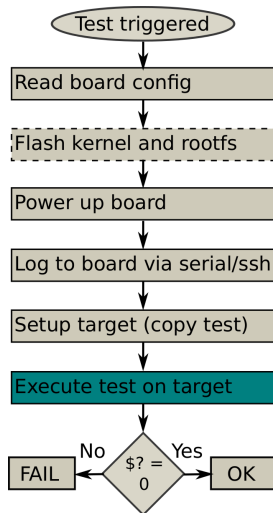 Test triggered
Read board config
Flash kernel and rootfs
Power up board
Log to board via serial/ssh
Setup target (copy test)
Execute test on target
No
$? =
0
Yes
FAIL
OK